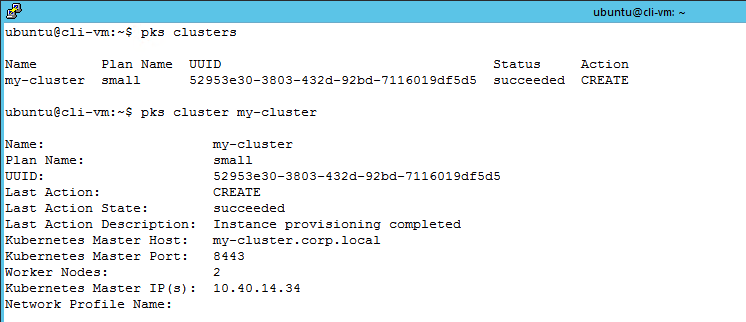 ubuntu@cli-vm: ~
ubuntu@cli-vm:~$ pks clusters
Name        Plan Name  UUID                                  Status     Action
my-cluster  small      52953e30-3803-432d-92bd-7116019df5d5  succeeded  CREATE
ubuntu@cli-vm:~$ pks cluster my-cluster
Name:                     my-cluster
Plan Name:                small
UUID:                     52953e30-3803-432d-92bd-7116019df5d5
Last Action:              CREATE
Last Action State:        succeeded
Last Action Description:  Instance provisioning completed
Kubernetes Master Host:   my-cluster.corp.local
Kubernetes Master Port:   8443
Worker Nodes:             2
Kubernetes Master IP(s):  10.40.14.34
Network Profile Name: